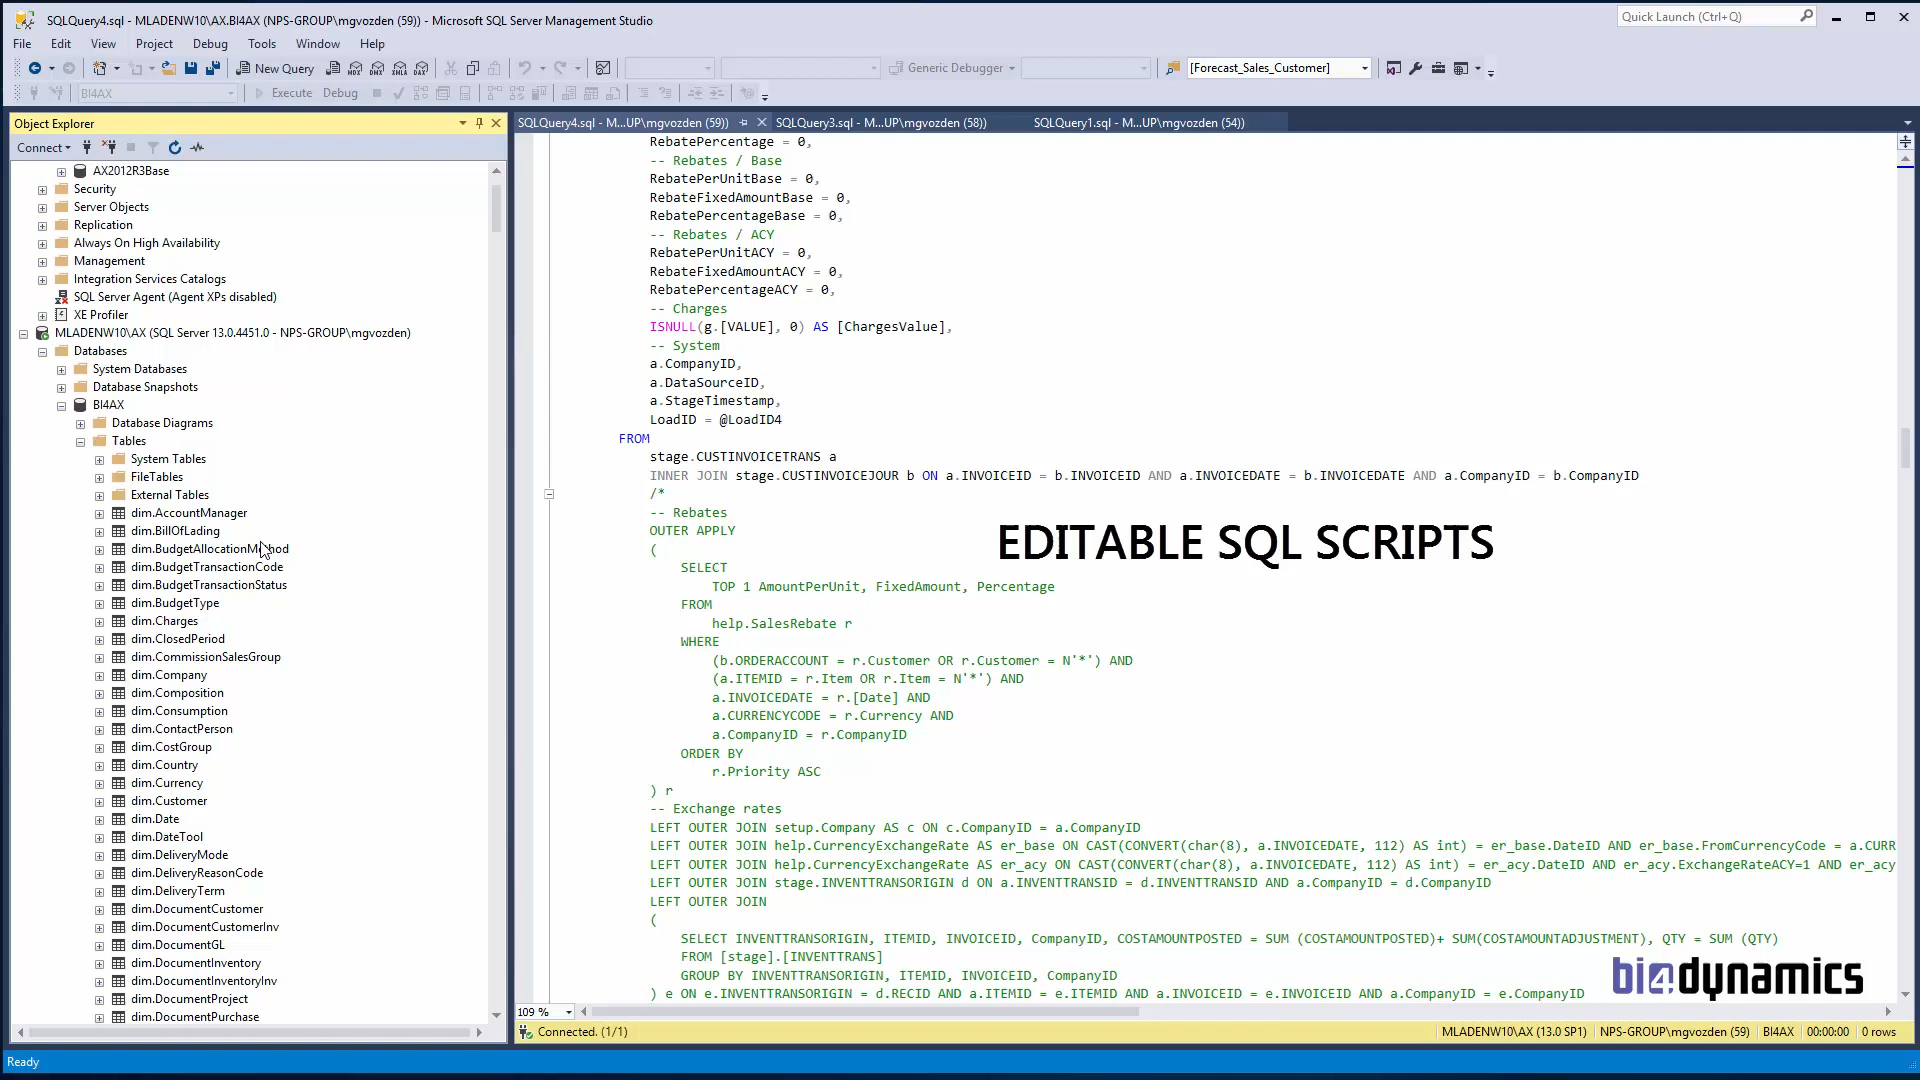 SQLQuery4.sql - MLADENW10\AX.BI4AX (NPS-GROUP\mgvozden (59)) - Microsoft SQL Server Management Studio
Quick Launch (Ctrl+Q)
File Edit View Project Debug Tools Window Help
New Query MDX DMX XMLA DAX Generic Debugger [Forecast_Sales_Customer]
BI4AX Execute Debug
Object Explorer
Connect
AX2012R3Base
Security
Server Objects
Replication
Always On High Availability
Management
Integration Services Catalogs
SQL Server Agent (Agent XPs disabled)
XE Profiler
MLADENW10\AX (SQL Server 13.0.4451.0 - NPS-GROUP\mgvozden)
Databases
System Databases
Database Snapshots
BI4AX
Database Diagrams
Tables
System Tables
FileTables
External Tables
dim.AccountManager
dim.BillOfLading
dim.BudgetAllocationMethod
dim.BudgetTransactionCode
dim.BudgetTransactionStatus
dim.BudgetType
dim.Charges
dim.ClosedPeriod
dim.CommissionSalesGroup
dim.Company
dim.Composition
dim.Consumption
dim.ContactPerson
dim.CostGroup
dim.Country
dim.Currency
dim.Customer
dim.Date
dim.DateTool
dim.DeliveryMode
dim.DeliveryReasonCode
dim.DeliveryTerm
dim.DocumentCustomer
dim.DocumentCustomerInv
dim.DocumentGL
dim.DocumentInventory
dim.DocumentInventoryInv
dim.DocumentProject
dim.DocumentPurchase
SQLQuery4.sql - M...UP\mgvozden (59)) SQLQuery3.sql - M...UP\mgvozden (58)) SQLQuery1.sql - M...UP\mgvozden (54))
RebatePercentage = 0,
-- Rebates / Base
RebatePerUnitBase = 0,
RebateFixedAmountBase = 0,
RebatePercentageBase = 0,
-- Rebates / ACY
RebatePerUnitACY = 0,
RebateFixedAmountACY = 0,
RebatePercentageACY = 0,
-- Charges
ISNULL(g.[VALUE], 0) AS [ChargesValue],
-- System
a.CompanyID,
a.DataSourceID,
a.StageTimestamp,
LoadID = @LoadID4
FROM
stage.CUSTINVOICETRANS a
INNER JOIN stage.CUSTINVOICEJOUR b ON a.INVOICEID = b.INVOICEID AND a.INVOICEDATE = b.INVOICEDATE AND a.CompanyID = b.CompanyID
/*
-- Rebates
OUTER APPLY
(
SELECT
TOP 1 AmountPerUnit, FixedAmount, Percentage
FROM
help.SalesRebate r
WHERE
(b.ORDERACCOUNT = r.Customer OR r.Customer = N'*') AND
(a.ITEMID = r.Item OR r.Item = N'*') AND
a.INVOICEDATE = r.[Date] AND
a.CURRENCYCODE = r.Currency AND
a.CompanyID = r.CompanyID
ORDER BY
r.Priority ASC
) r
-- Exchange rates
LEFT OUTER JOIN setup.Company AS c ON c.CompanyID = a.CompanyID
LEFT OUTER JOIN help.CurrencyExchangeRate AS er_base ON CAST(CONVERT(char(8), a.INVOICEDATE, 112) AS int) = er_base.DateID AND er_base.FromCurrencyCode = a.CURR
LEFT OUTER JOIN help.CurrencyExchangeRate AS er_acy ON CAST(CONVERT(char(8), a.INVOICEDATE, 112) AS int) = er_acy.DateID AND er_acy.ExchangeRateACY=1 AND er_acy
LEFT OUTER JOIN stage.INVENTTRANSORIGIN d ON a.INVENTTRANSID = d.INVENTTRANSID AND a.CompanyID = d.CompanyID
LEFT OUTER JOIN
(
SELECT INVENTTRANSORIGIN, ITEMID, INVOICEID, CompanyID, COSTAMOUNTPOSTED = SUM (COSTAMOUNTPOSTED)+ SUM(COSTAMOUNTADJUSTMENT), QTY = SUM (QTY)
FROM [stage].[INVENTTRANS]
GROUP BY INVENTTRANSORIGIN, ITEMID, INVOICEID, CompanyID
) e ON e.INVENTTRANSORIGIN = d.RECID AND a.ITEMID = e.ITEMID AND a.INVOICEID = e.INVOICEID AND a.CompanyID = e.CompanyID
EDITABLE SQL SCRIPTS
bi4dynamics
109 %
Connected. (1/1) MLADENW10\AX (13.0 SP1) NPS-GROUP\mgvozden (59) BI4AX 00:00:00 0 rows
Ready